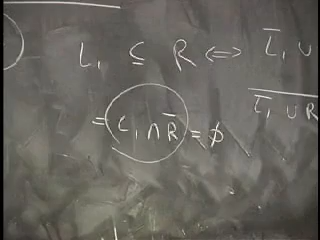 L₁ ⊆ R ⇔ L̅₁ ∪
= L₁ ∩ R̅ = ϕ
L̅₁̅ ̅∪̅ ̅R̅